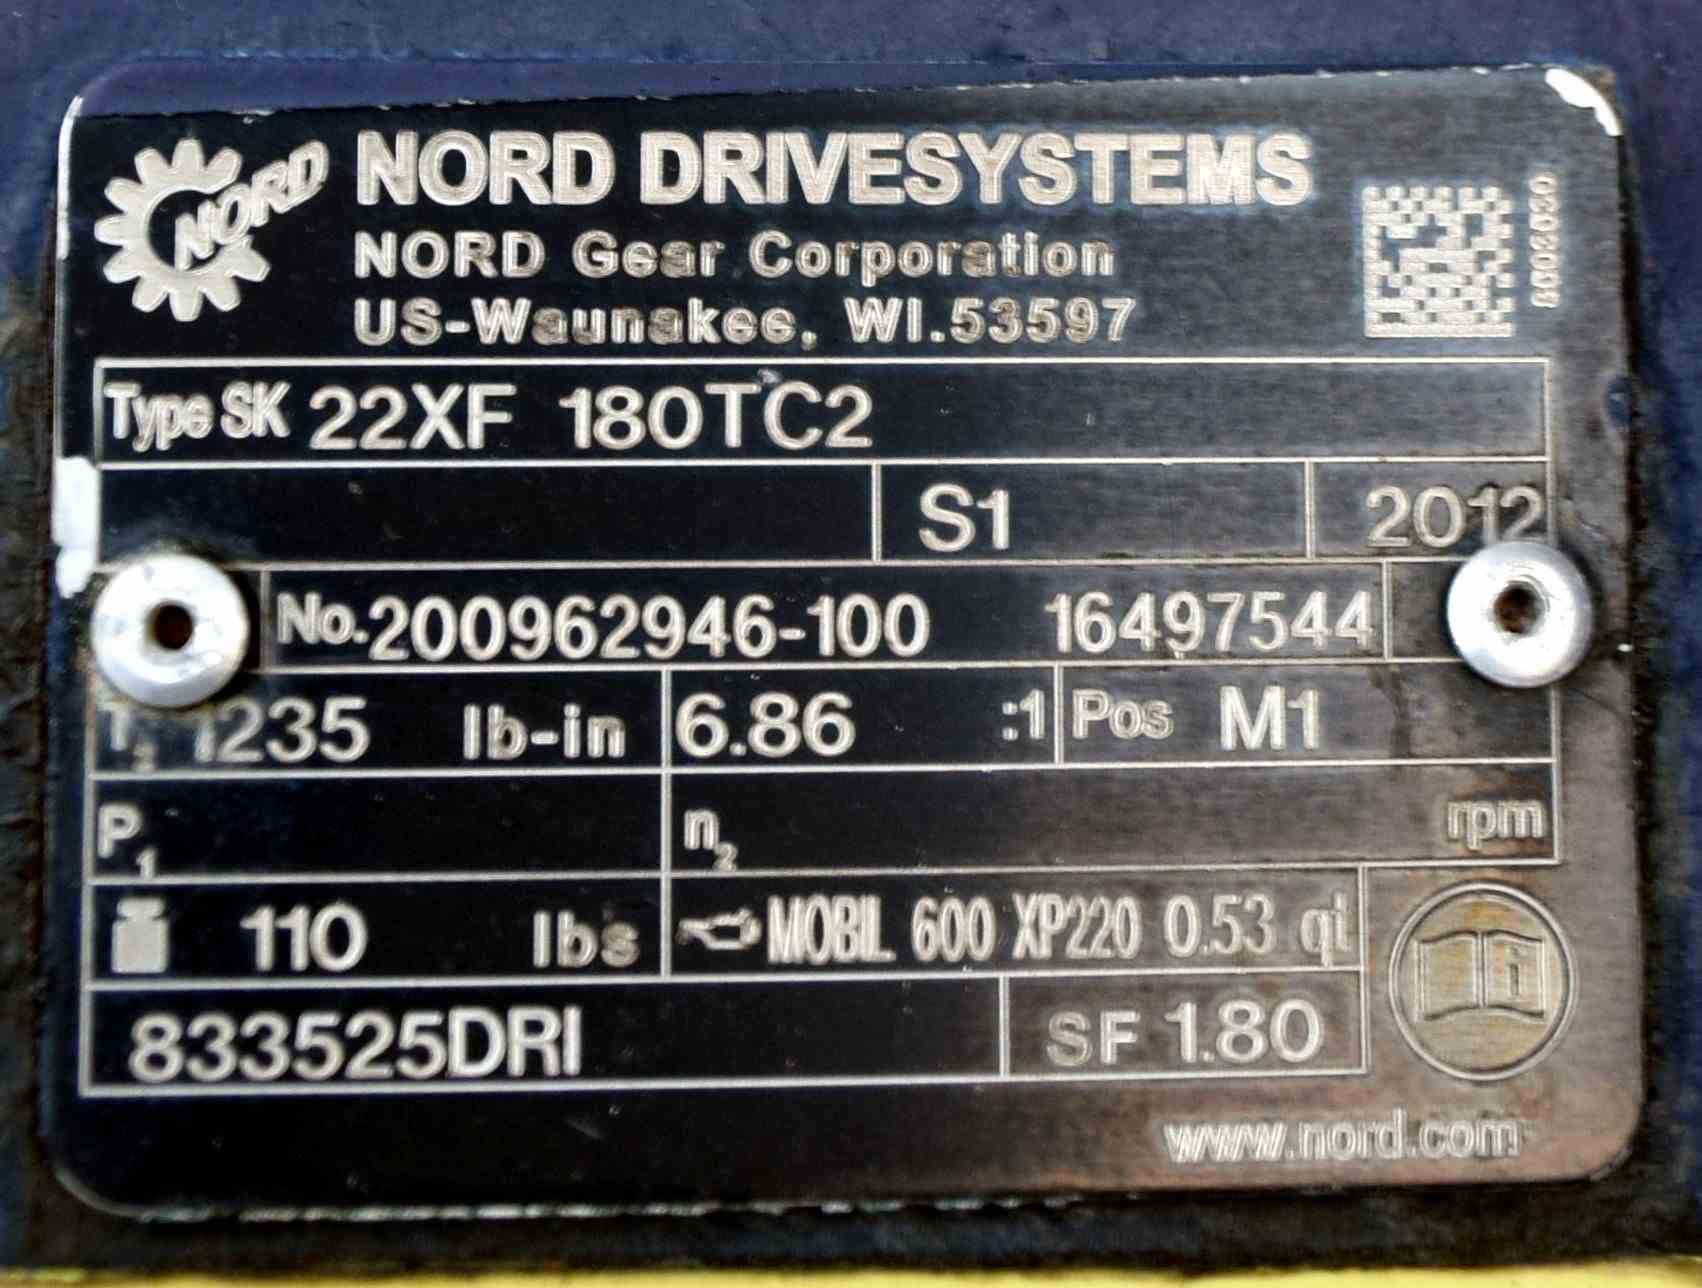 NORD
NORD DRIVESYSTEMS
NORD Gear Corporation
US-Waunakee, WI.53597
Type SK 22XF 180TC2
S1 2012
No.200962946-100 16497544
T2 1235 lb-in 6.86 :1 Pos M1
P1 n2 rpm
110 lbs MOBIL 600 XP220 0.53 qt
833525DRI SF 1.80
i
www.nord.com